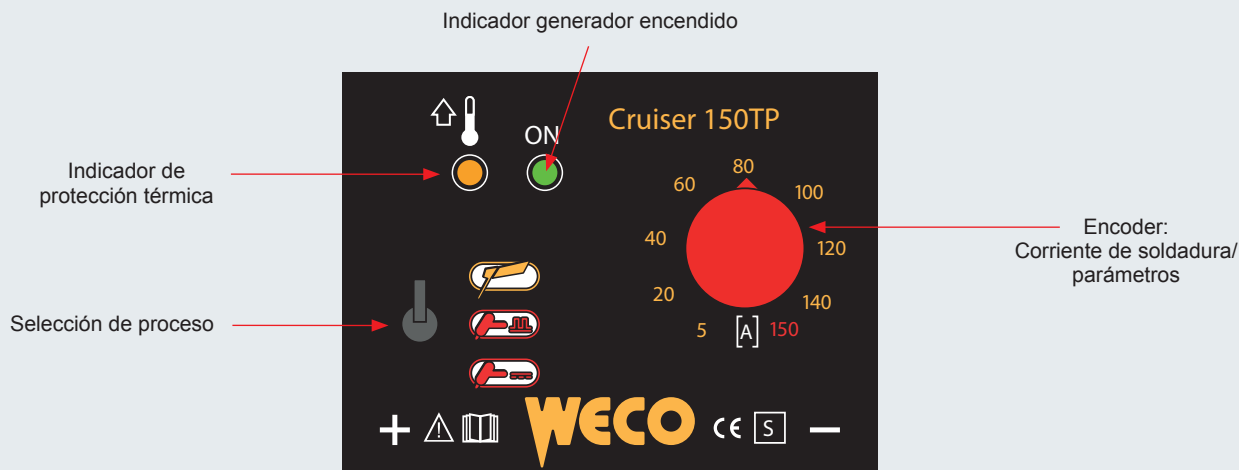 Indicador generador encendido
ON
Cruiser 150TP
Indicador de
protección térmica
80
60
100
40
120
20
140
5
[A]
150
Encoder:
Corriente de soldadura/
parámetros
Selección de proceso
+
WECO
CE
S
−